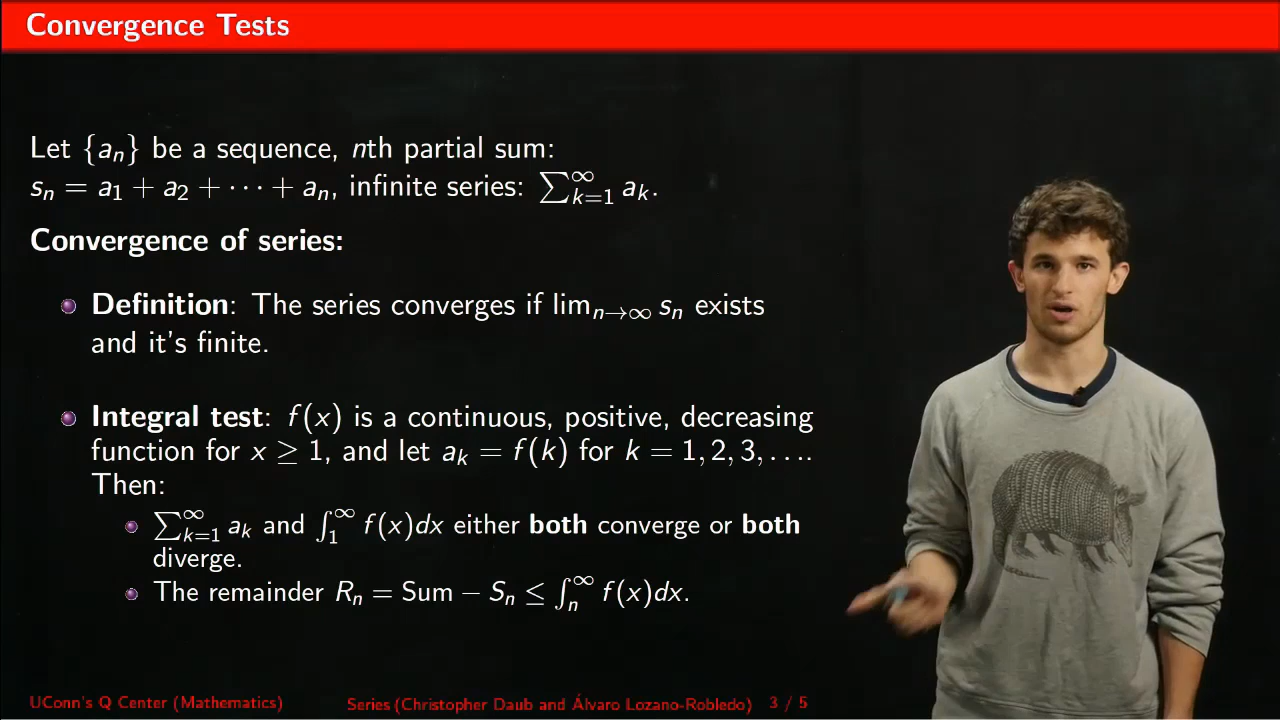 Convergence Tests
Let {aₙ} be a sequence, nth partial sum:
sₙ = a₁ + a₂ + ⋯ + aₙ, infinite series: ∑_{k=1}^{∞} aₖ.
Convergence of series:
Definition: The series converges if lim_{n→∞} sₙ exists
and it's finite.
Integral test: f(x) is a continuous, positive, decreasing
function for x ≥ 1, and let aₖ = f(k) for k = 1, 2, 3, ....
Then:
∑_{k=1}^{∞} aₖ and ∫_1^∞ f(x)dx either both converge or both
diverge.
The remainder Rₙ = Sum − Sₙ ≤ ∫_n^∞ f(x)dx.
UConn's Q Center (Mathematics) Series (Christopher Daub and Álvaro Lozano-Robledo) 3 / 5